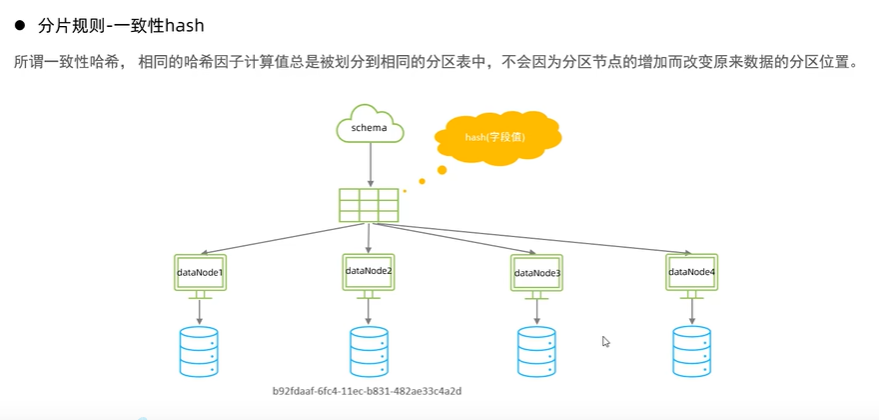 ● 分片规则-一致性hash
所谓一致性哈希， 相同的哈希因子计算值总是被划分到相同的分区表中，不会因为分区节点的增加而改变原来数据的分区位置。
schema
hash(字段值)
dataNode1
dataNode2
dataNode3
dataNode4
b92fdaaf-6fc4-11ec-b831-482ae33c4a2d